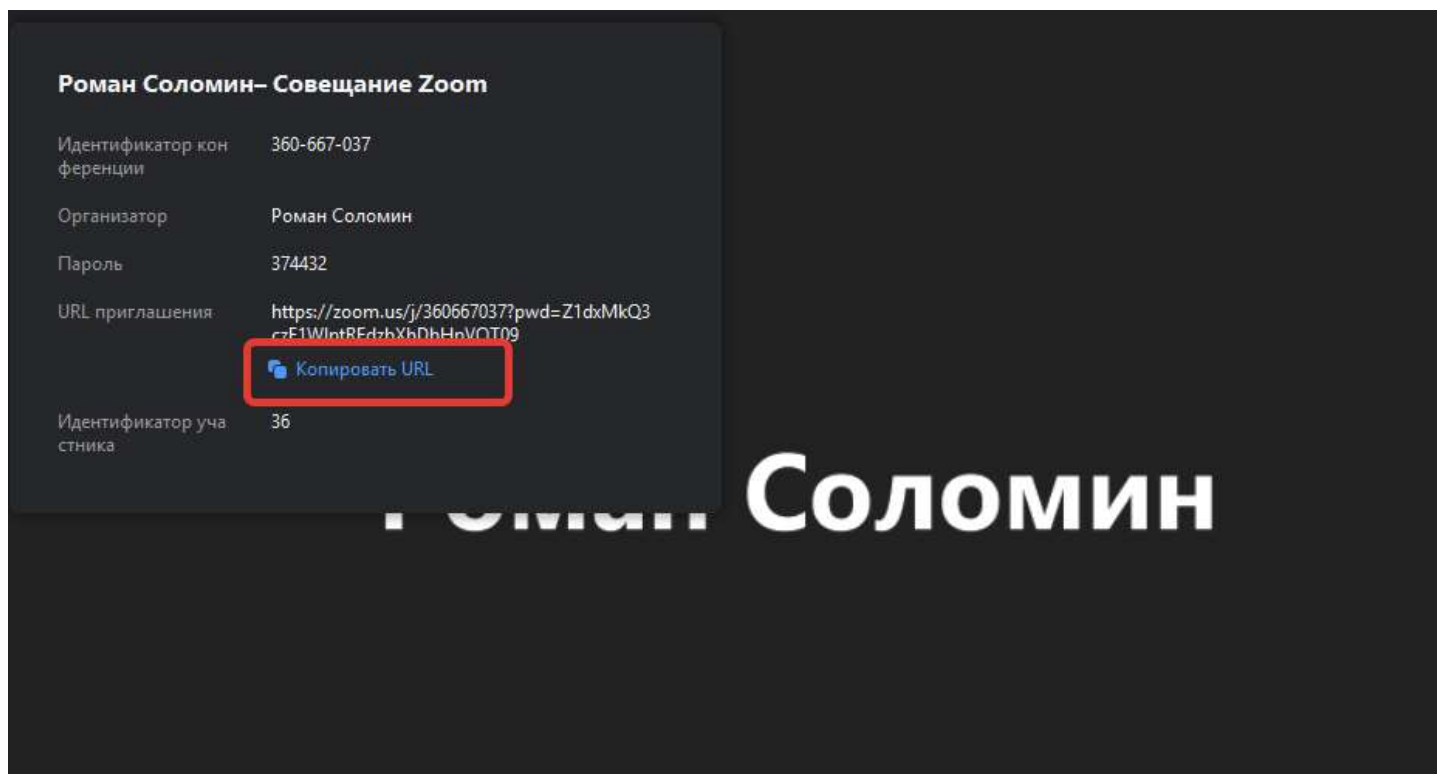 Роман Соломин– Совещание Zoom
Идентификатор кон
ференции
360-667-037
Организатор
Роман Соломин
Пароль
374432
URL приглашения
https://zoom.us/j/360667037?pwd=Z1dxMkQ3
Копировать URL
Идентификатор уча
стника
36
Роман Соломин